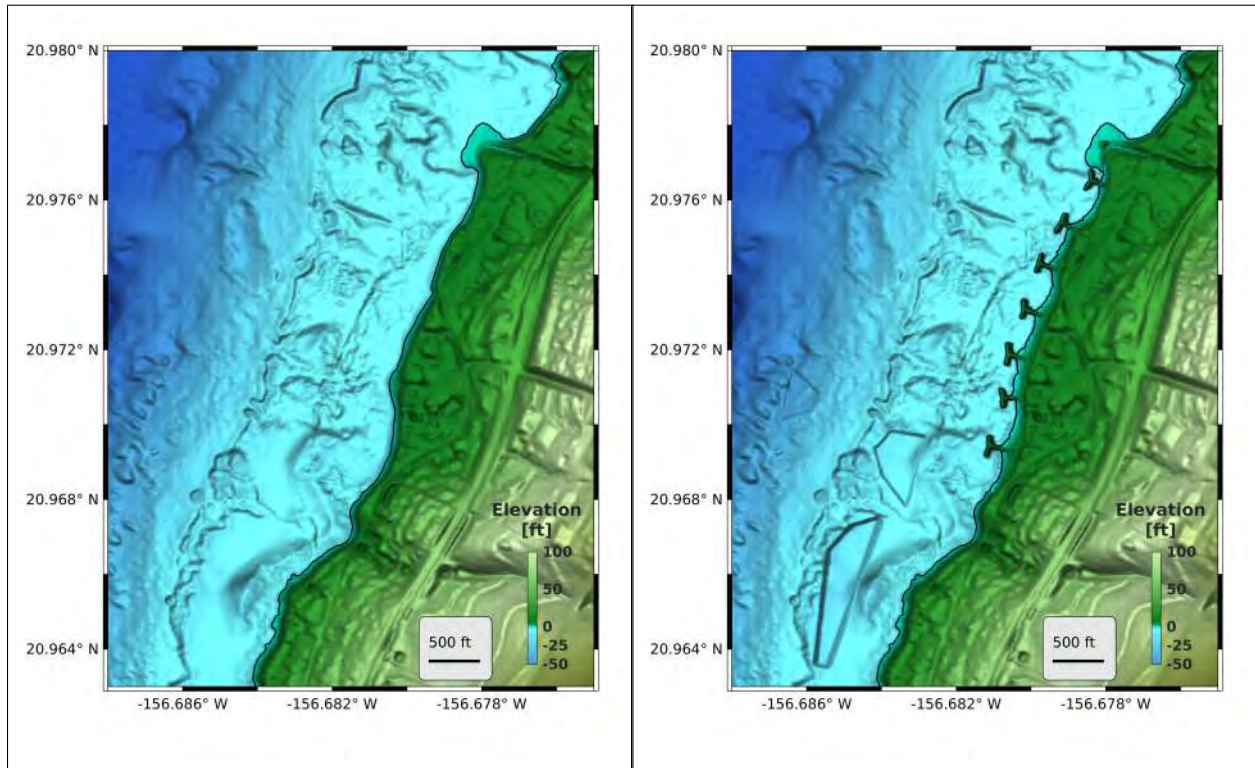 20.980° N
20.976° N
20.972° N
20.968° N
20.964° N
Elevation
[ft]
100
50
0
-25
-50
500 ft
-156.686° W
-156.682° W
-156.678° W
20.980° N
20.976° N
20.972° N
20.968° N
20.964° N
Elevation
[ft]
100
50
0
-25
-50
500 ft
-156.686° W
-156.682° W
-156.678° W